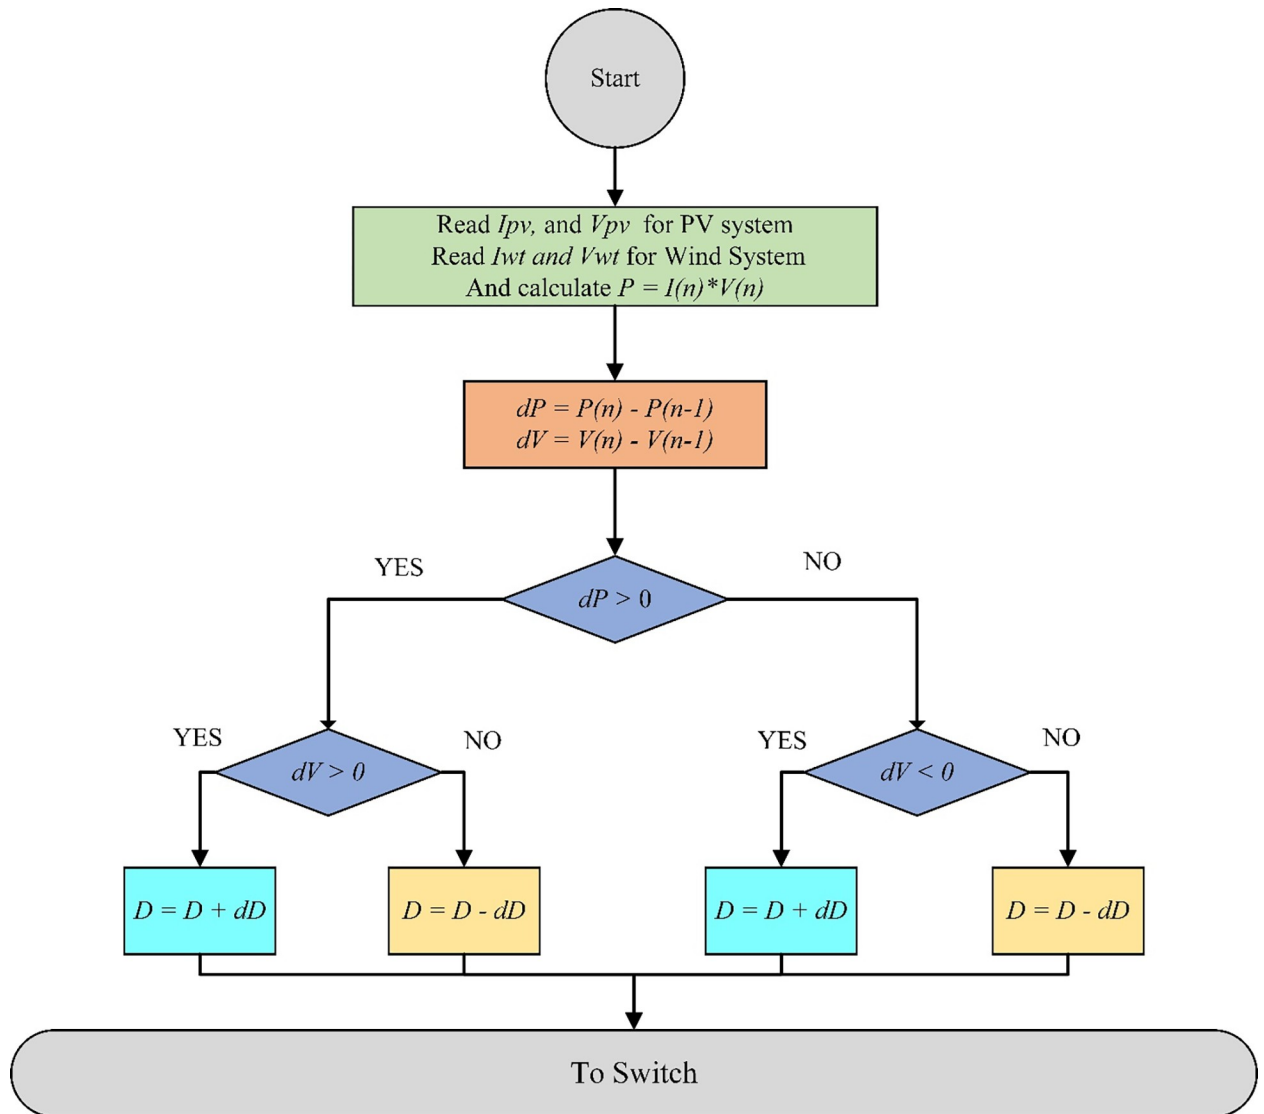 Start
Read Ipv, and Vpv for PV system
Read Iwt and Vwt for Wind System
And calculate P = I(n)*V(n)
dP = P(n) - P(n-1)
dV = V(n) - V(n-1)
YES
NO
dP > 0
YES
NO
YES
NO
dV > 0
dV < 0
D = D + dD
D = D - dD
D = D + dD
D = D - dD
To Switch